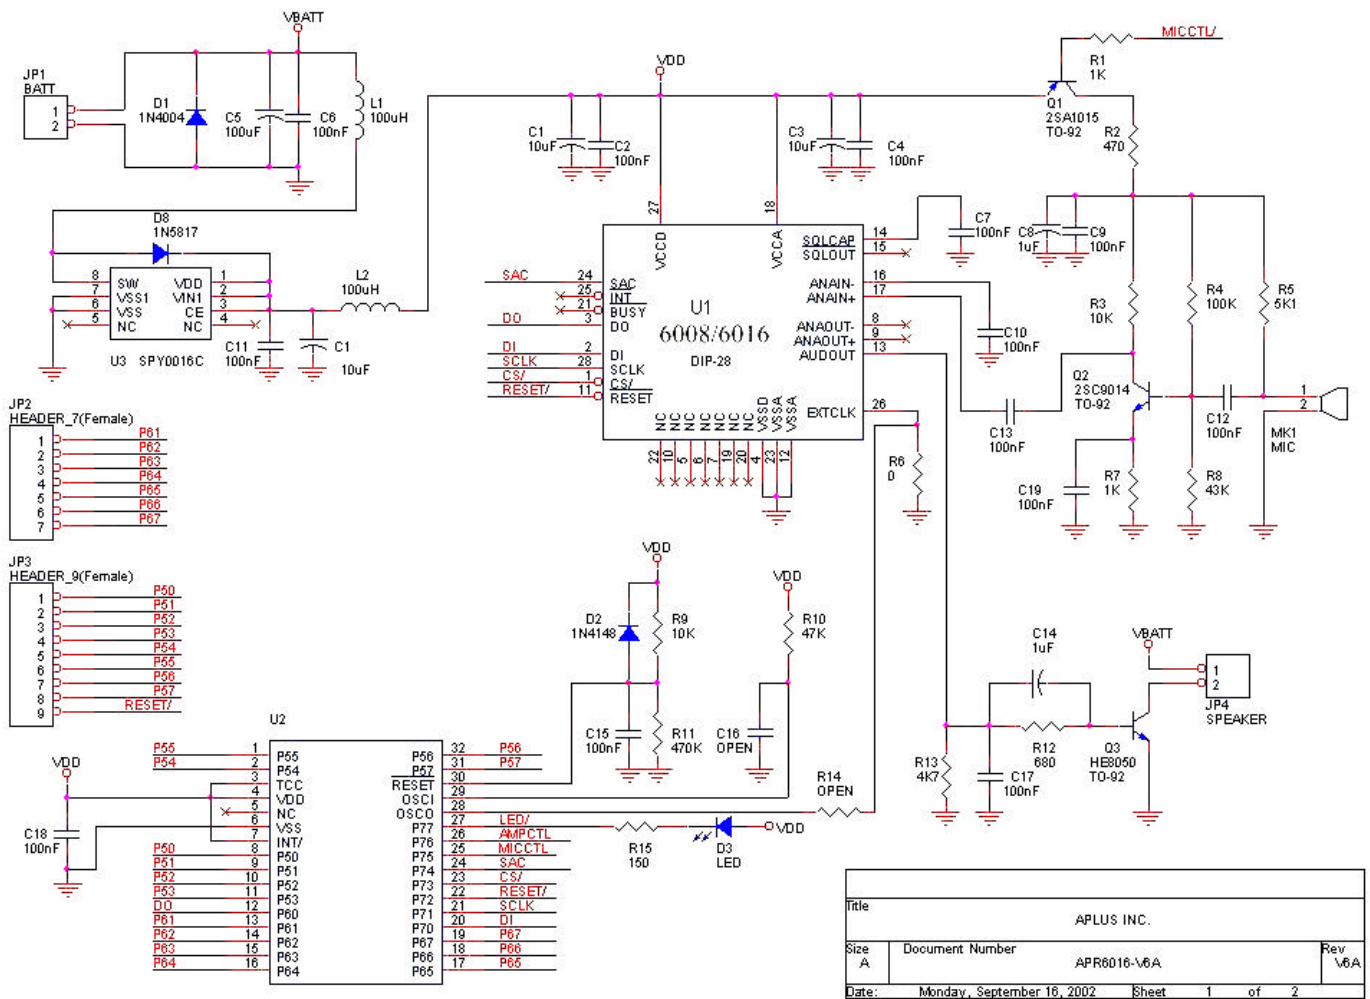 VBATT
JP1
BATT
1
2
D1
1N4004
C5
100uF
C6
100nF
L1
100uH
D8
1N5817
8 SW VDD 1
7 VSS1 VIN1 2
6 VSS CE 3
5 NC NC 4
U3 SPY0016C
C11
100nF
C1
10uF
L2
100uH
VDD
C1
10uF
C2
100nF
C3
10uF
C4
100nF
MICCTL/
R1
1K
Q1
2SA1015
TO-92
R2
470
27
VCCD
18
VCCA
U1
6008/6016
DIP-28
SAC 24 SAC
25 INT
21 BUSY
DO 3 DO
DI 2 DI
SCLK 28 SCLK
CS/ 1 CS/
RESET/ 11 RESET
SQLCAP 14
SQLOUT 15
ANAIN- 16
ANAIN+ 17
ANAOUT- 8
ANAOUT+ 9
AUDOUT 13
EXTCLK 26
NC NC NC NC NC NC NC VSSD VSSA VSSA
22 10 5 6 7 19 20 4 23 12
C7
100nF
C8
1uF
C9
100nF
C10
100nF
R3
10K
R4
100K
R5
5K1
Q2
2SC9014
TO-92
C13
100nF
C12
100nF
1
2
MK1
MIC
C19
100nF
R7
1K
R8
43K
R6
0
JP2
HEADER_7(Female)
1 P61
2 P62
3 P63
4 P64
5 P65
6 P66
7 P67
JP3
HEADER_9(Female)
1 P50
2 P51
3 P52
4 P53
5 P54
6 P55
7 P56
8 P57
9 RESET/
VDD
D2
1N4148
R9
10K
C15
100nF
R11
470K
VDD
R10
47K
C16
OPEN
R14
OPEN
C14
1uF
R12
680
R13
4K7
C17
100nF
Q3
HE8050
TO-92
VBATT
1
2
JP4
SPEAKER
U2
VDD
C18
100nF
P55 1 P55
P54 2 P54
3 TCC
4 VDD
5 NC
6 VSS
7 INT/
P50 8 P50
P51 9 P51
P52 10 P52
P53 11 P53
DO 12 P60
P61 13 P61
P62 14 P62
P63 15 P63
P64 16 P64
P56 32 P56
P57 31 P57
RESET 30
OSCI 29
OSCO 28
P77 27 LED/
P76 26 AMPCTL
P75 25 MICCTL
P74 24 SAC
P73 23 CS/
P72 22 RESET/
P71 21 SCLK
P70 20 DI
P67 19 P67
P66 18 P66
P65 17 P65
R15
150
D3
LED
VDD
Title
APLUS INC.
Size
A
Document Number
APR6016-V6A
Rev
V6A
Date: Monday, September 16, 2002 Sheet 1 of 2